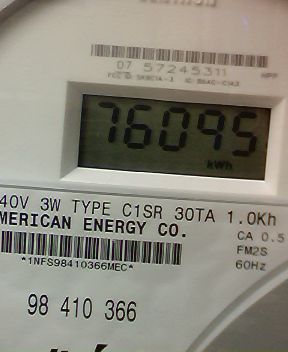 07 57245311
76095
kWh
40V 3W TYPE C1SR 30TA 1.0Kh
MERICAN ENERGY CO.
CA 0.5
FM2S
60Hz
*1NFS98410366MEC*
98 410 366